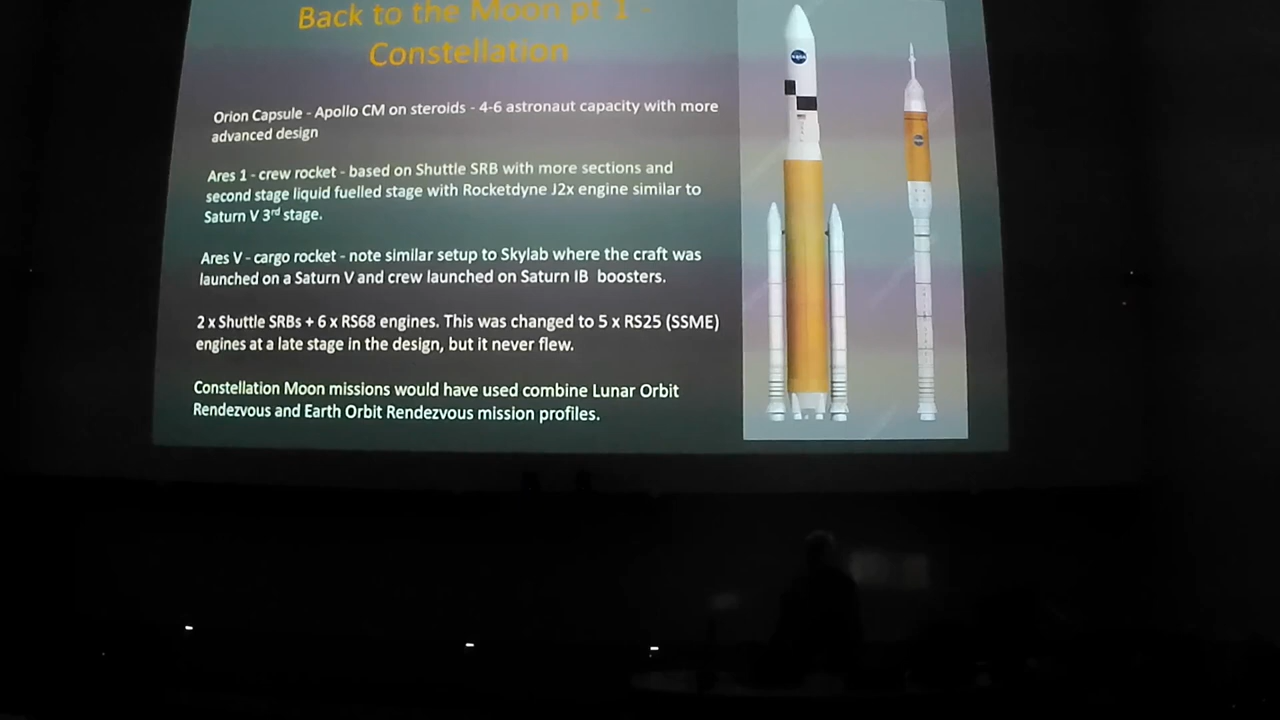 Back to the Moon pt 1 -
Constellation
Orion Capsule - Apollo CM on steroids - 4-6 astronaut capacity with more
advanced design
Ares 1 - crew rocket - based on Shuttle SRB with more sections and
second stage liquid fuelled stage with Rocketdyne J2x engine similar to
Saturn V 3rd stage.
Ares V - cargo rocket - note similar setup to Skylab where the craft was
launched on a Saturn V and crew launched on Saturn IB boosters.
2 x Shuttle SRBs + 6 x RS68 engines. This was changed to 5 x RS25 (SSME)
engines at a late stage in the design, but it never flew.
Constellation Moon missions would have used combine Lunar Orbit
Rendezvous and Earth Orbit Rendezvous mission profiles.
NASA